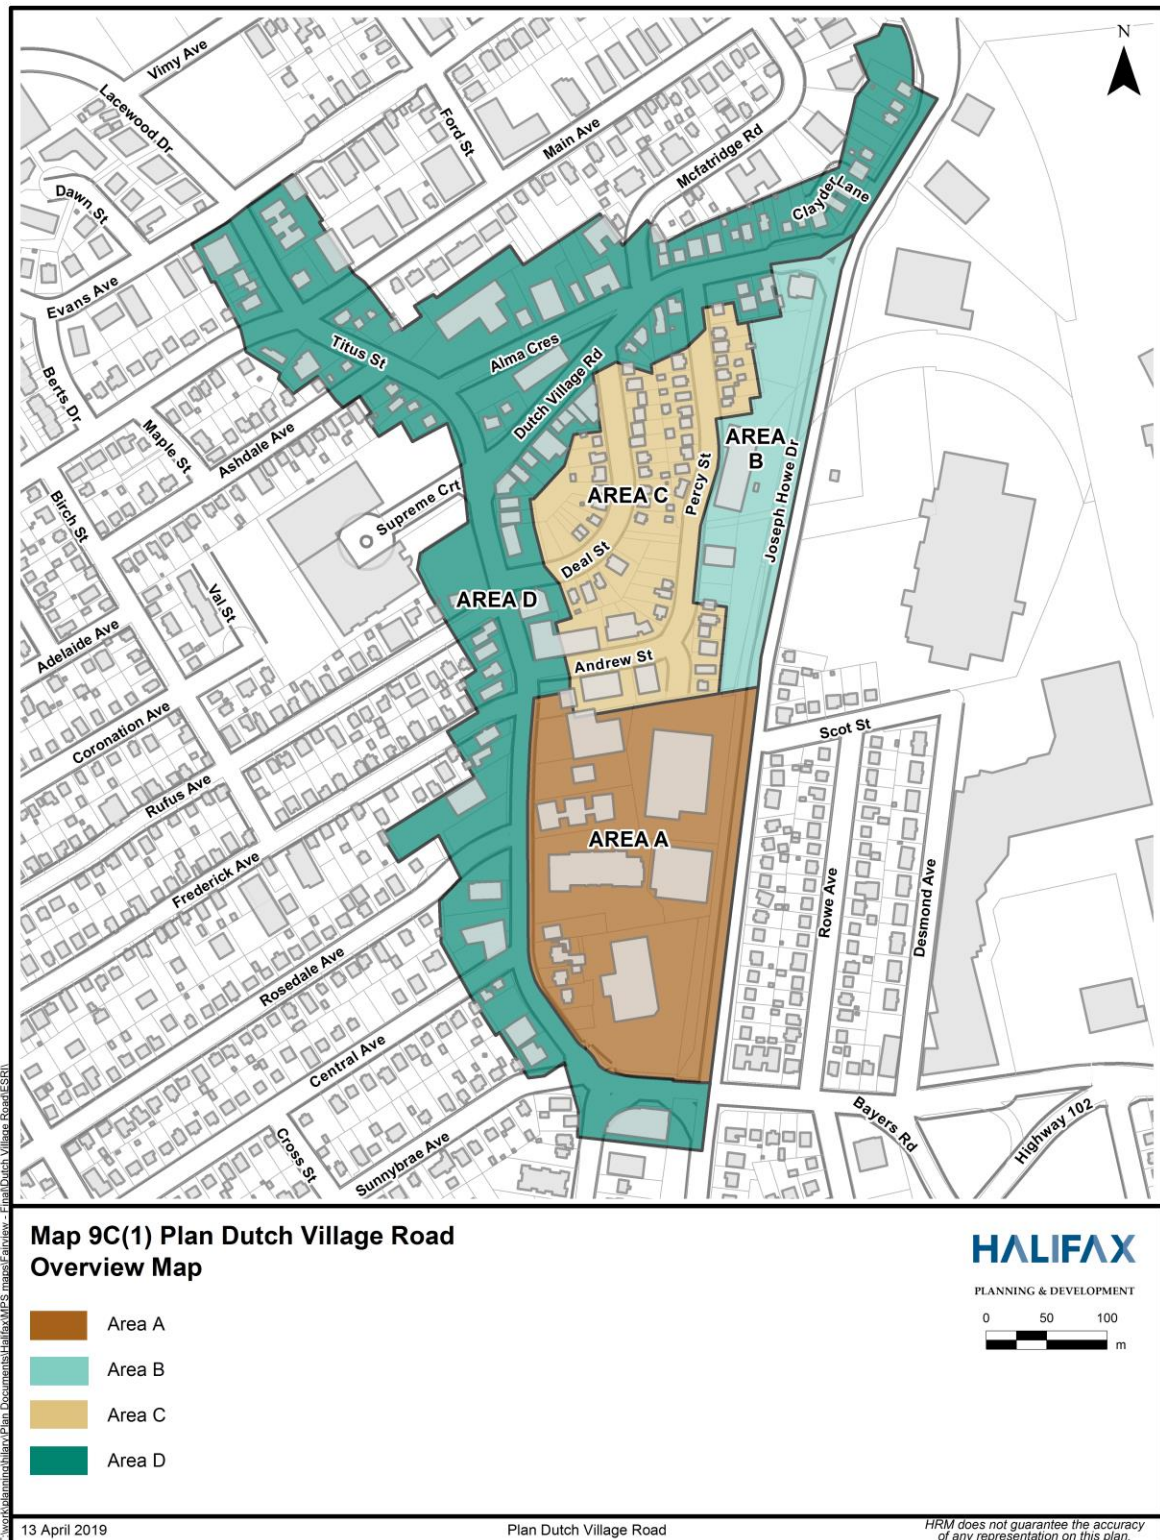 N
Vimy Ave
Lacewood Dr
Ford St
Main Ave
Mcfatridge Rd
Dawn St
Clayder Lane
Evans Ave
Titus St
Alma Cres
Berts Dr
Dutch Village Rd
Maple St
Ashdale Ave
AREA
B
Percy St
Joseph Howe Dr
Birch St
Supreme Crt
AREA C
Deal St
Val St
AREA D
Adelaide Ave
Andrew St
Coronation Ave
Scot St
Rufus Ave
AREA A
Frederick Ave
Rowe Ave
Desmond Ave
Rosedale Ave
Central Ave
Bayers Rd
Highway 102
Cross St
Sunnybrae Ave
Map 9C(1) Plan Dutch Village Road
Overview Map
Area A
Area B
Area C
Area D
HALIFAX
PLANNING & DEVELOPMENT
0 50 100
m
13 April 2019
Plan Dutch Village Road
HRM does not guarantee the accuracy
of any representation on this plan.